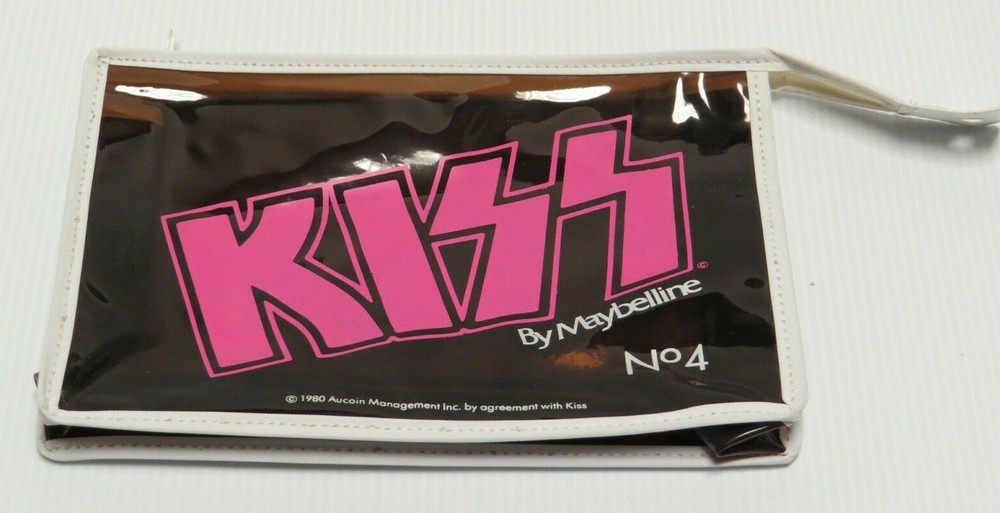 KISS
©
By Maybelline
No4
© 1980 Aucoin Management Inc. by agreement with Kiss